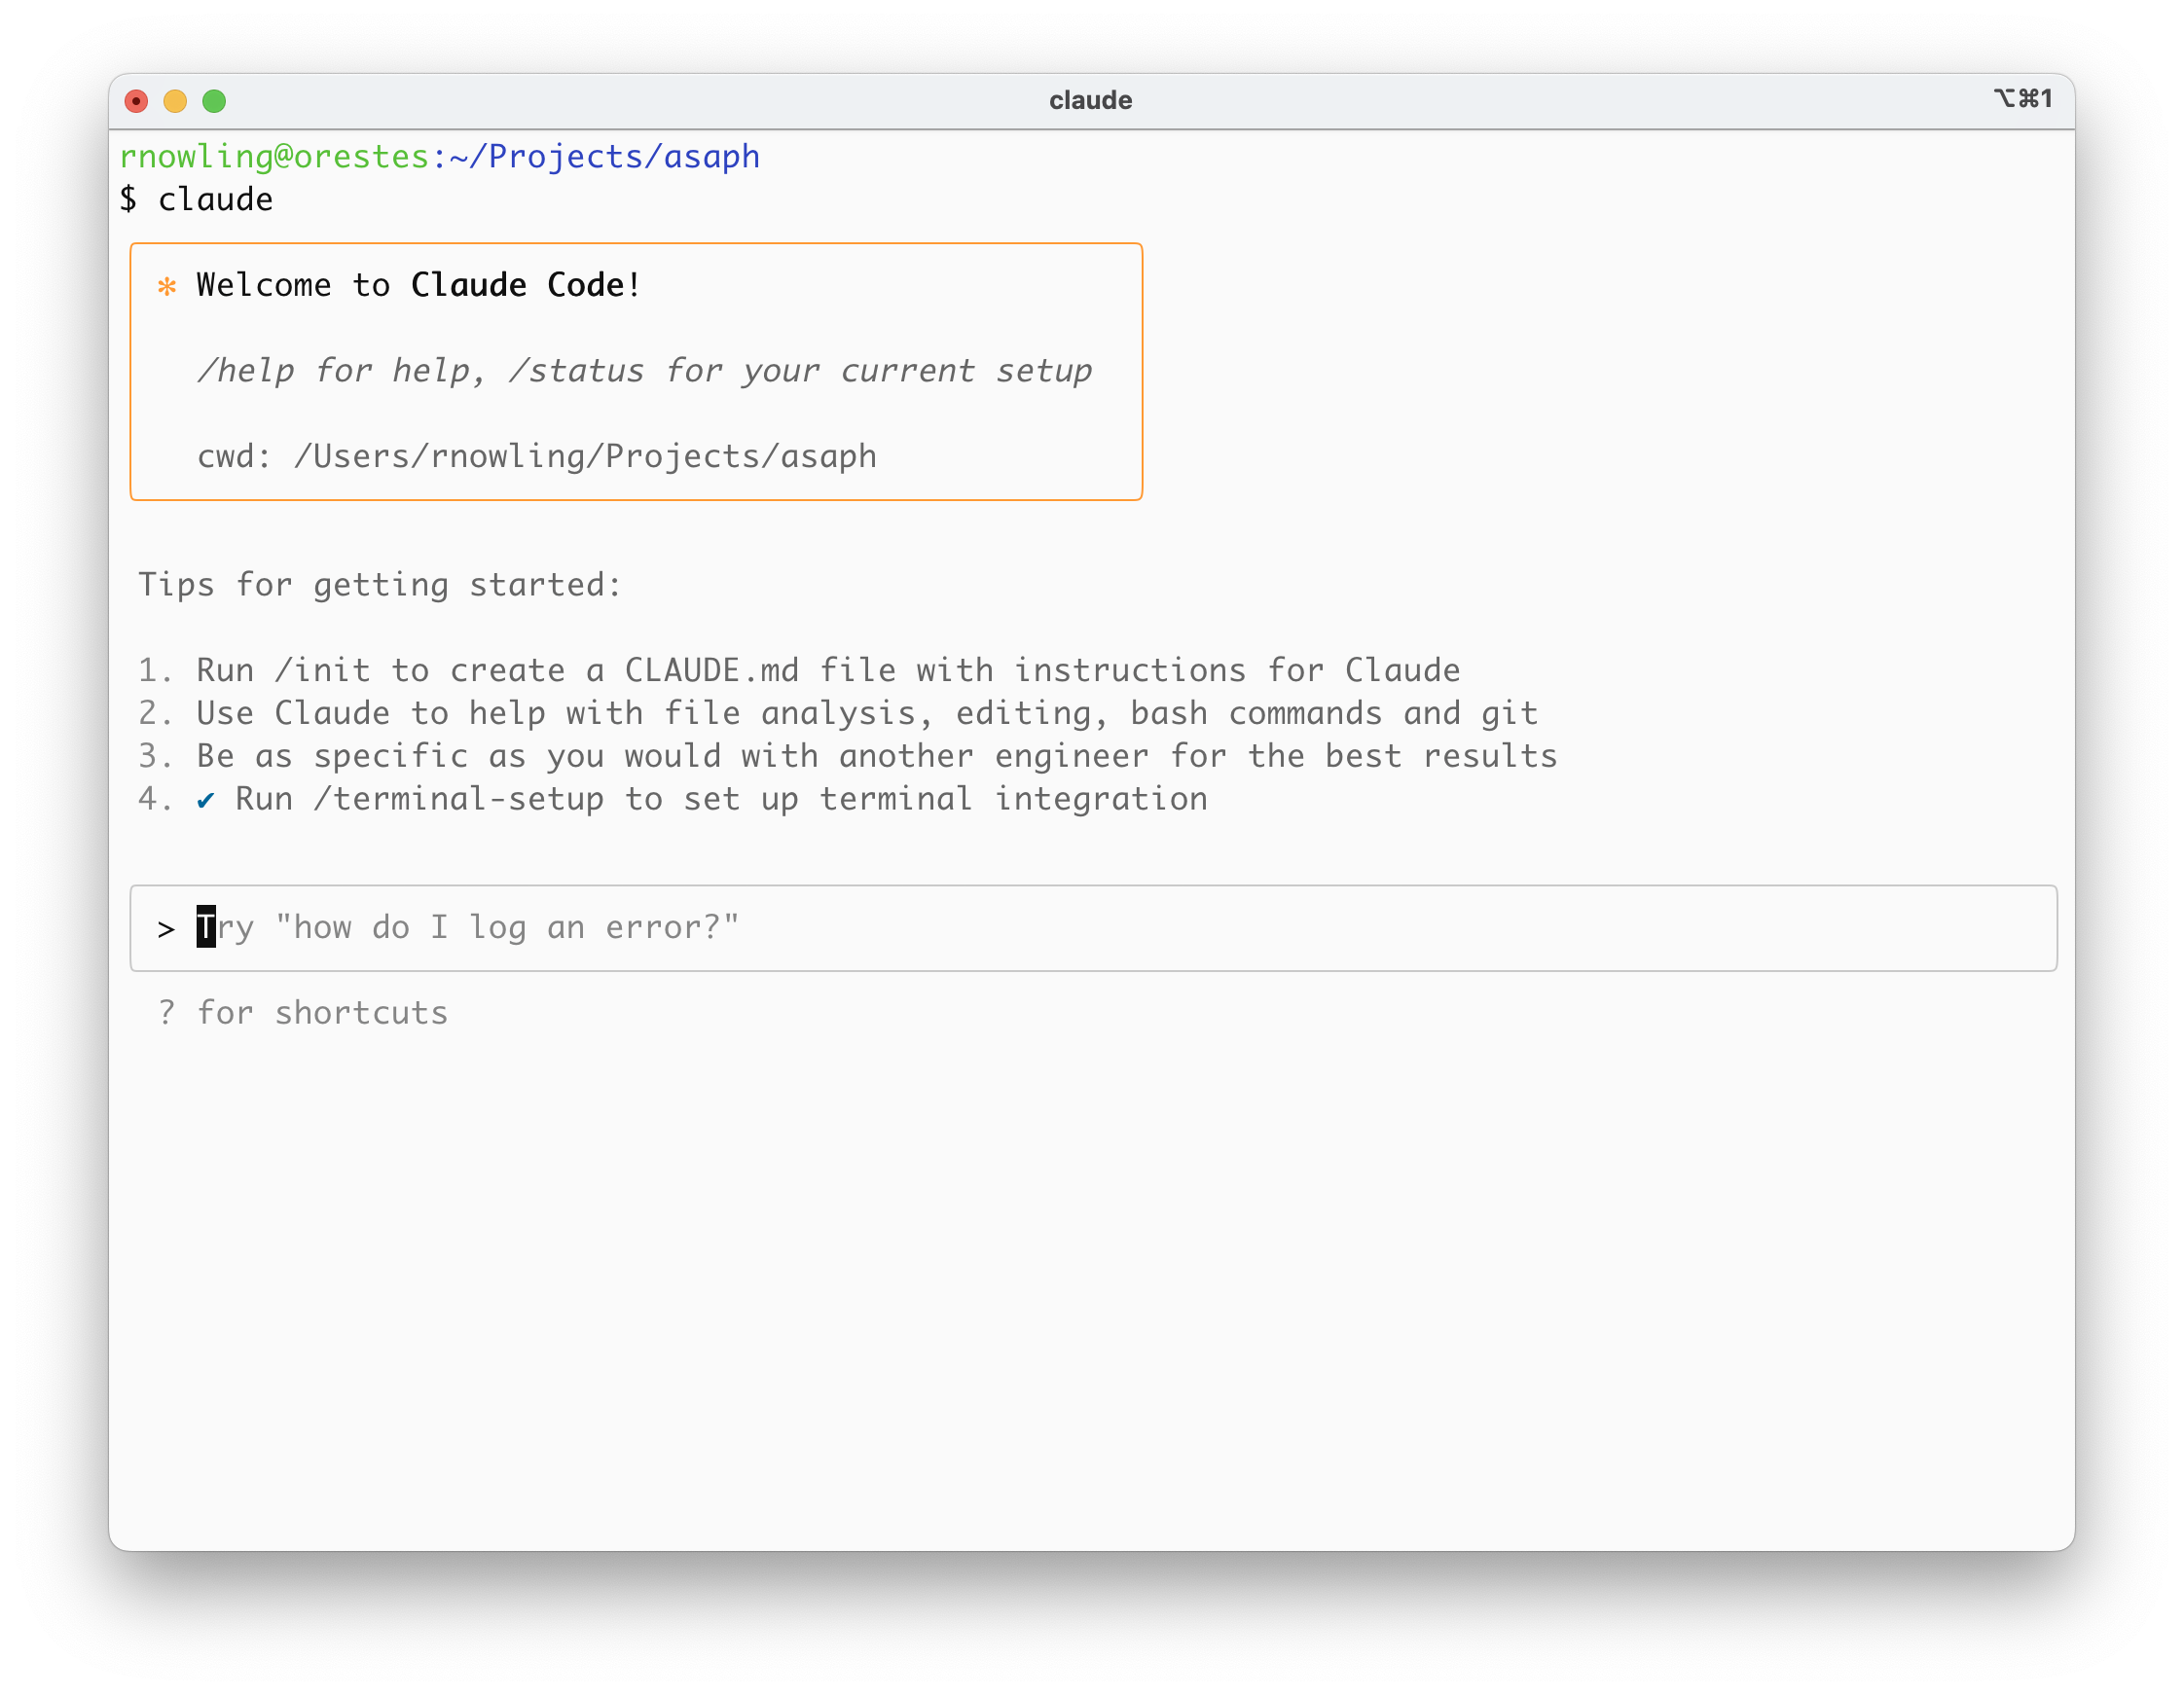 claude
⌥⌘1
rnowling@orestes:~/Projects/asaph
$ claude
✻ Welcome to Claude Code!
/help for help, /status for your current setup
cwd: /Users/rnowling/Projects/asaph
Tips for getting started:
1. Run /init to create a CLAUDE.md file with instructions for Claude
2. Use Claude to help with file analysis, editing, bash commands and git
3. Be as specific as you would with another engineer for the best results
4. ✔ Run /terminal-setup to set up terminal integration
> Try "how do I log an error?"
? for shortcuts